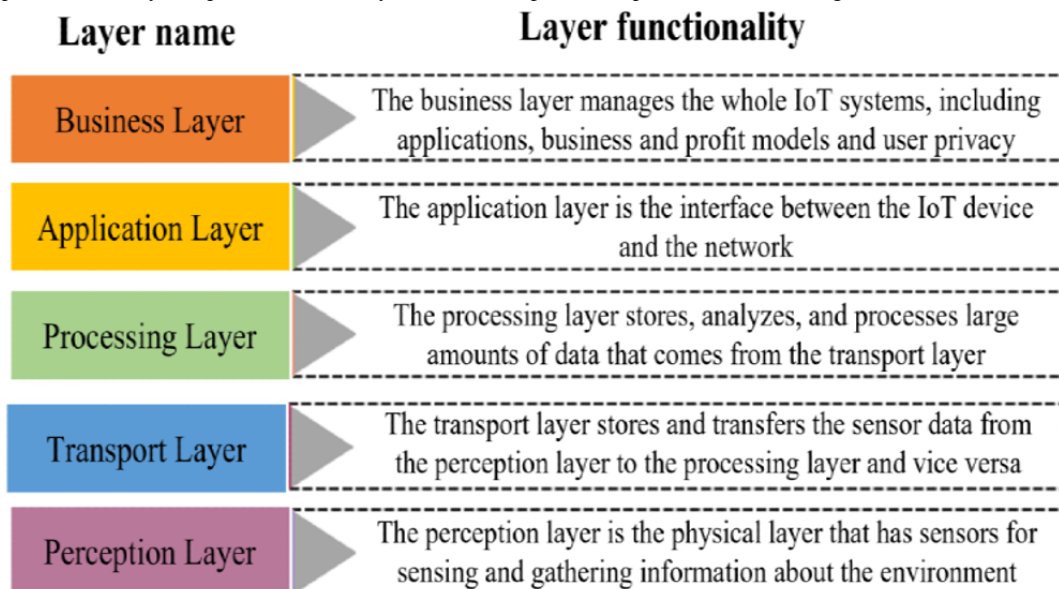 Layer name
Layer functionality
Business Layer
The business layer manages the whole IoT systems, including
applications, business and profit models and user privacy
Application Layer
The application layer is the interface between the IoT device
and the network
Processing Layer
The processing layer stores, analyzes, and processes large
amounts of data that comes from the transport layer
Transport Layer
The transport layer stores and transfers the sensor data from
the perception layer to the processing layer and vice versa
Perception Layer
The perception layer is the physical layer that has sensors for
sensing and gathering information about the environment